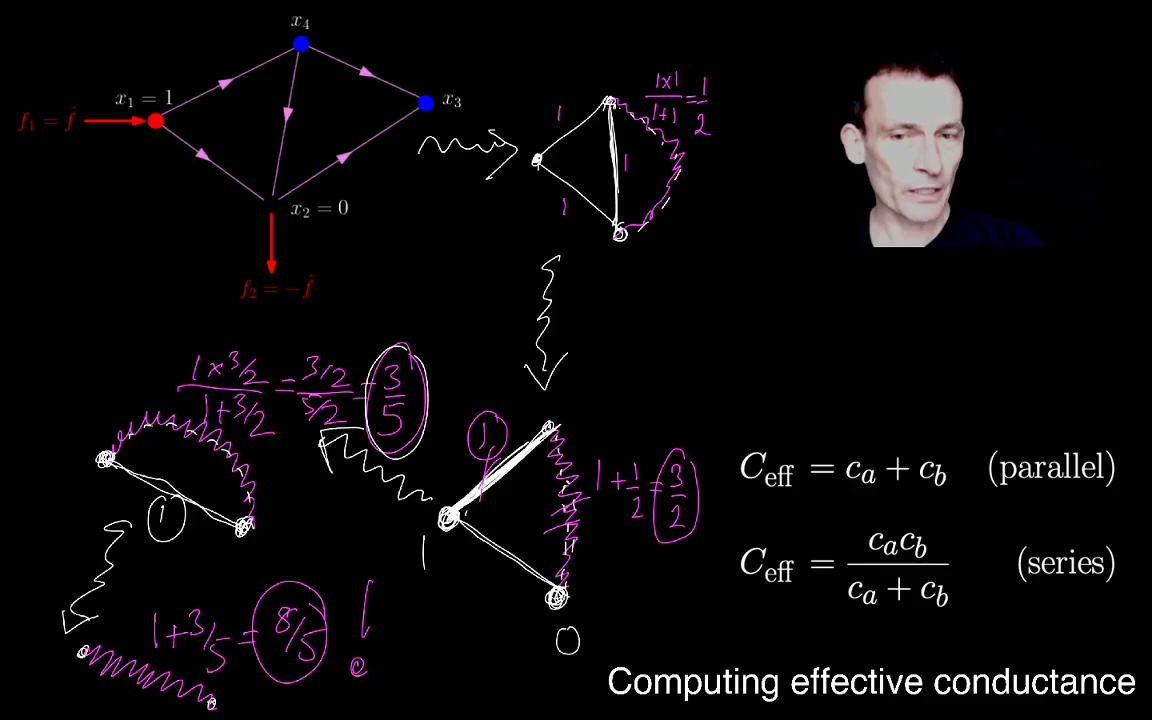 x₄
x₁ = 1
x₃
f₁ = f̂
x₂ = 0
f₂ = −f̂
1
1
1
1×1/1+1 = 1/2
1×3/2/1+3/2 = 3/2/5/2 = 3/5
1
1+1/2 = 3/2
1
0
1
1+3/5 = 8/5 !
C_eff = c_a + c_b (parallel)
C_eff = c_a c_b/c_a + c_b (series)
Computing effective conductance